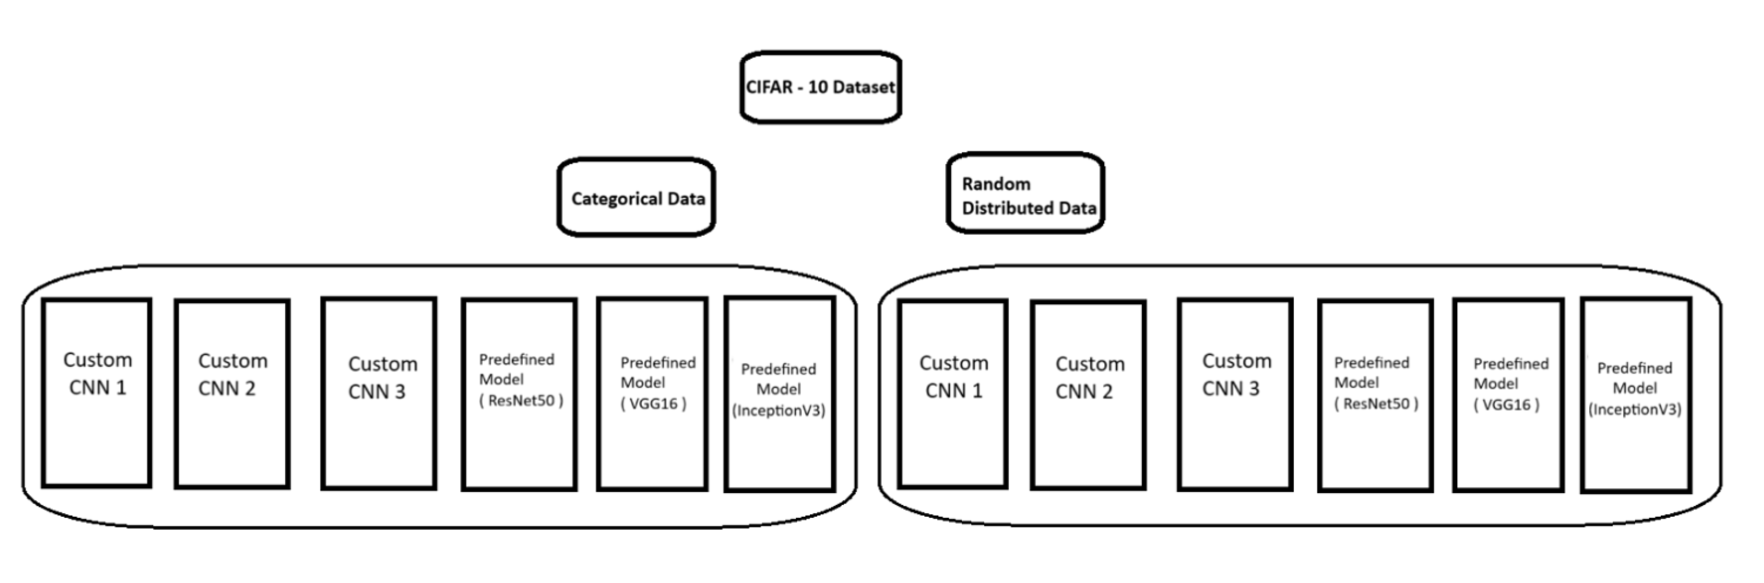 CIFAR - 10 Dataset
Categorical Data
Random
Distributed Data
Custom
CNN 1
Custom
CNN 2
Custom
CNN 3
Predefined
Model
( ResNet50 )
Predefined
Model
( VGG16 )
Predefined
Model
(InceptionV3)
Custom
CNN 1
Custom
CNN 2
Custom
CNN 3
Predefined
Model
( ResNet50 )
Predefined
Model
( VGG16 )
Predefined
Model
(InceptionV3)